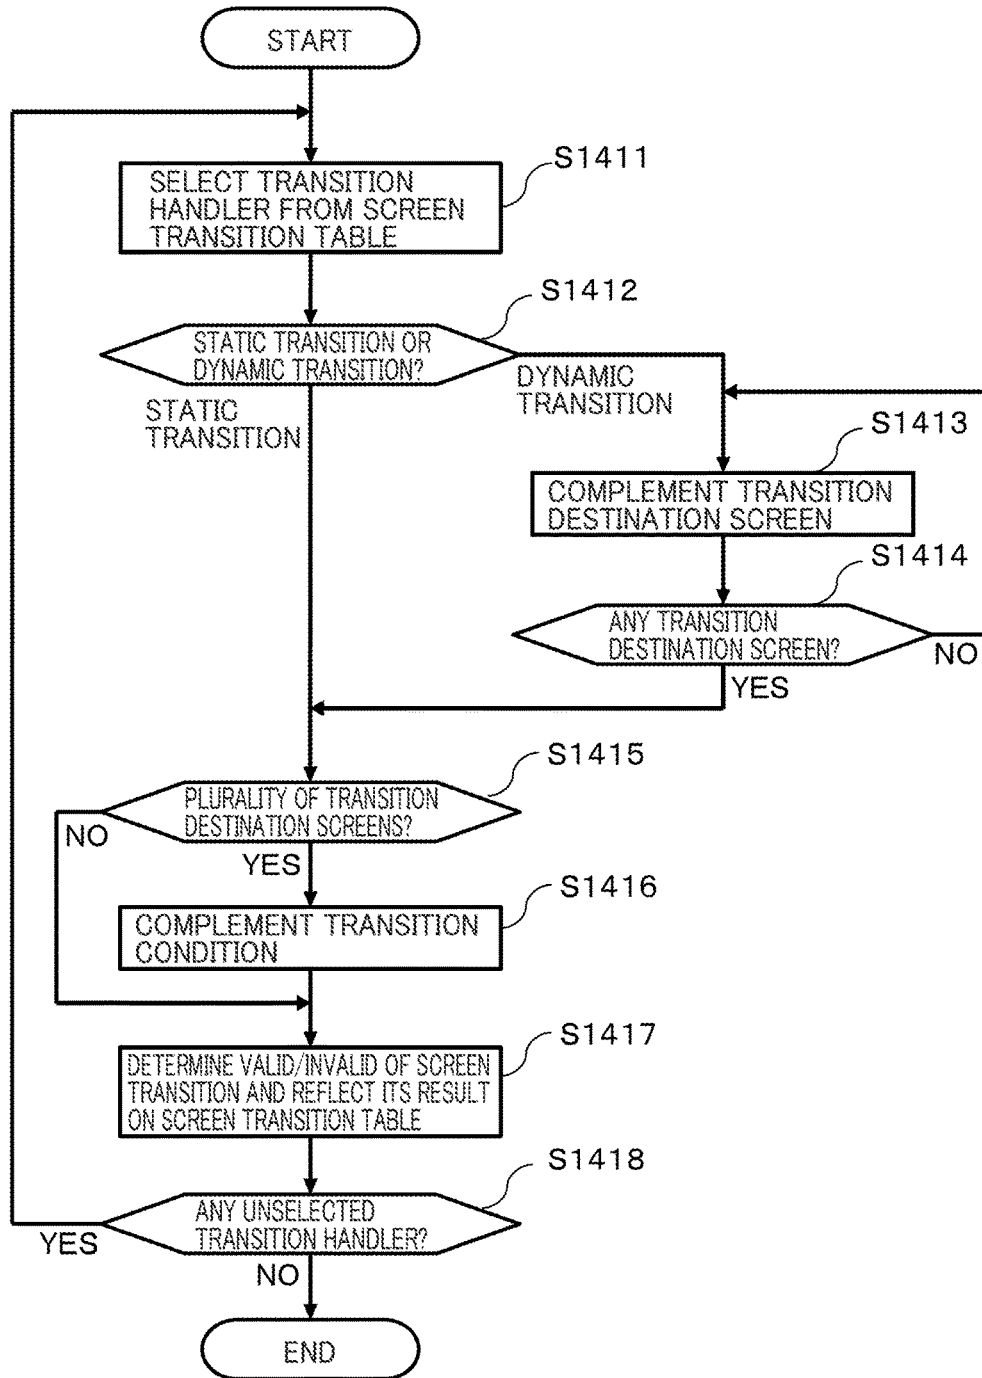 START
S1411
SELECT TRANSITION
HANDLER FROM SCREEN
TRANSITION TABLE
S1412
STATIC TRANSITION OR
DYNAMIC TRANSITION?
STATIC
TRANSITION
DYNAMIC
TRANSITION
S1413
COMPLEMENT TRANSITION
DESTINATION SCREEN
S1414
ANY TRANSITION
DESTINATION SCREEN?
NO
YES
S1415
PLURALITY OF TRANSITION
DESTINATION SCREENS?
NO
YES
S1416
COMPLEMENT TRANSITION
CONDITION
S1417
DETERMINE VALID/INVALID OF SCREEN
TRANSITION AND REFLECT ITS RESULT
ON SCREEN TRANSITION TABLE
S1418
ANY UNSELECTED
TRANSITION HANDLER?
YES
NO
END